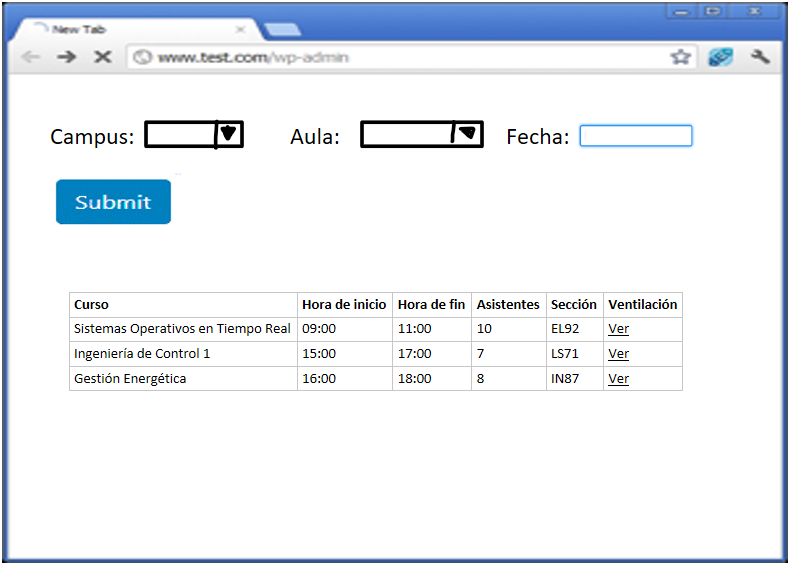 New Tab
www.test.com/wp-admin
Campus: Aula: Fecha:
Submit
Curso Hora de inicio Hora de fin Asistentes Sección Ventilación
Sistemas Operativos en Tiempo Real 09:00 11:00 10 EL92 Ver
Ingeniería de Control 1 15:00 17:00 7 LS71 Ver
Gestión Energética 16:00 18:00 8 IN87 Ver